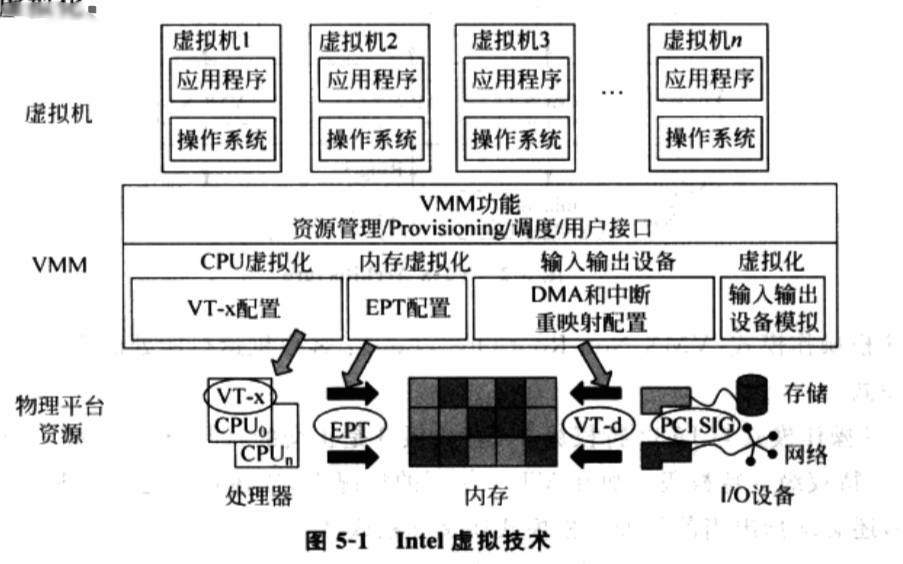 虚拟化.
虚拟机1 虚拟机2 虚拟机3 虚拟机n
应用程序 应用程序 应用程序 … 应用程序
虚拟机
操作系统 操作系统 操作系统 操作系统
VMM功能
资源管理/Provisioning/调度/用户接口
VMM
CPU虚拟化 内存虚拟化 输入输出设备 虚拟化
VT-x配置 EPT配置
DMA和中断
重映射配置
输入输出
设备模拟
物理平台
资源
VT-x
CPU0
CPUn
EPT
VT-d
PCI SIG
存储
网络
处理器 内存 I/O设备
图 5-1 Intel 虚拟技术